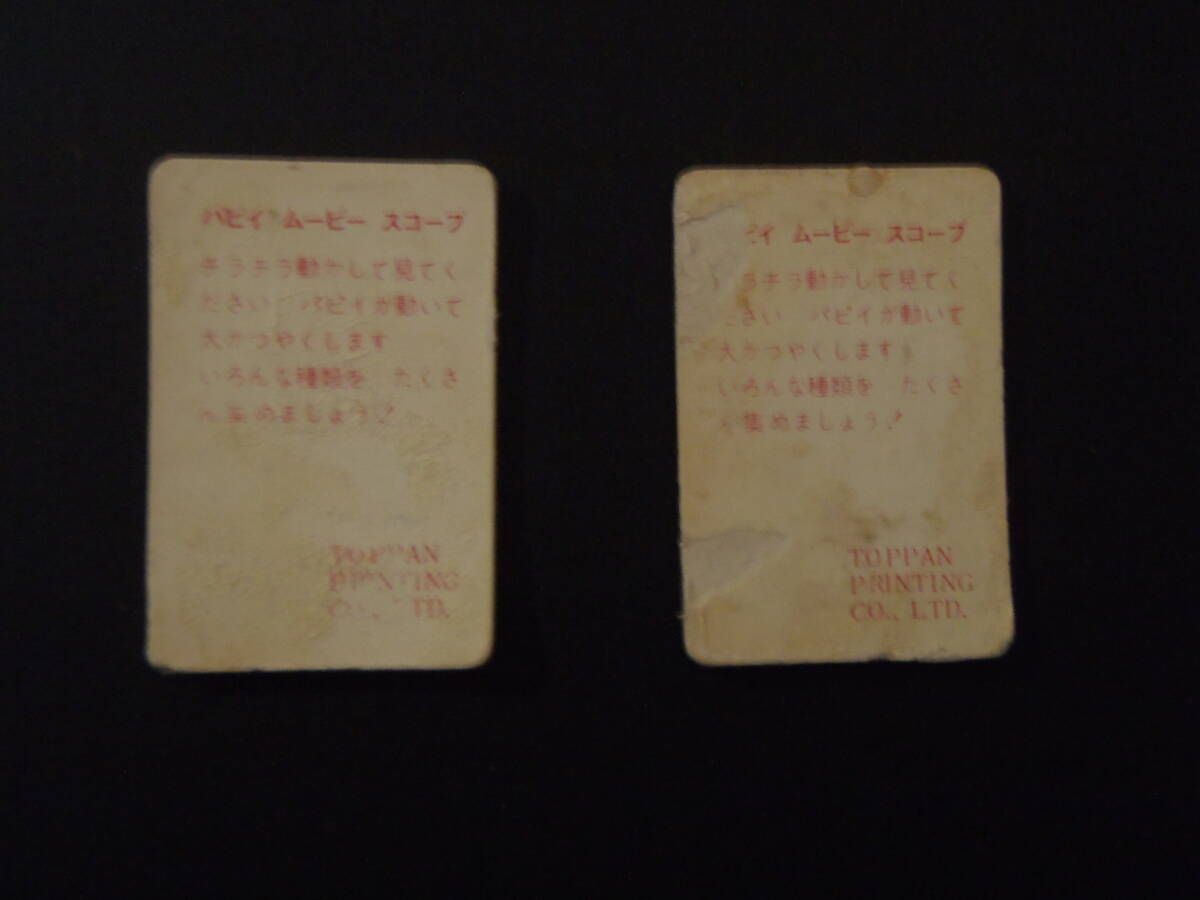 パピイ ムービー スコープ
チラチラ動かして見てく
ださい パピイが動いて
大かつやくします
いろんな種類を たくさ
ん集めましょう!
TOPPAN
PRINTING
CO., LTD.
イ ムービー スコープ
ラチラ動かして見てく
ださい パピイが動いて
大かつやくします
いろんな種類を たくさ
ん集めましょう!
TOPPAN
PRINTING
CO., LTD.